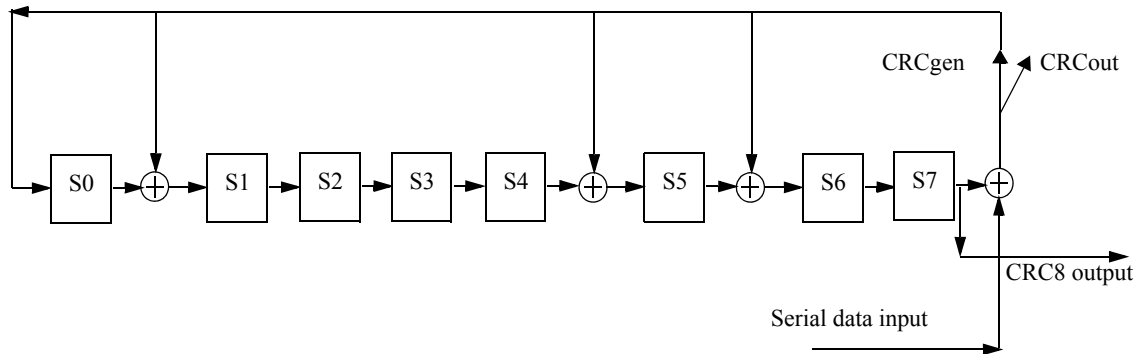 CRCgen
CRCout
S0
S1
S2
S3
S4
S5
S6
S7
CRC8 output
Serial data input